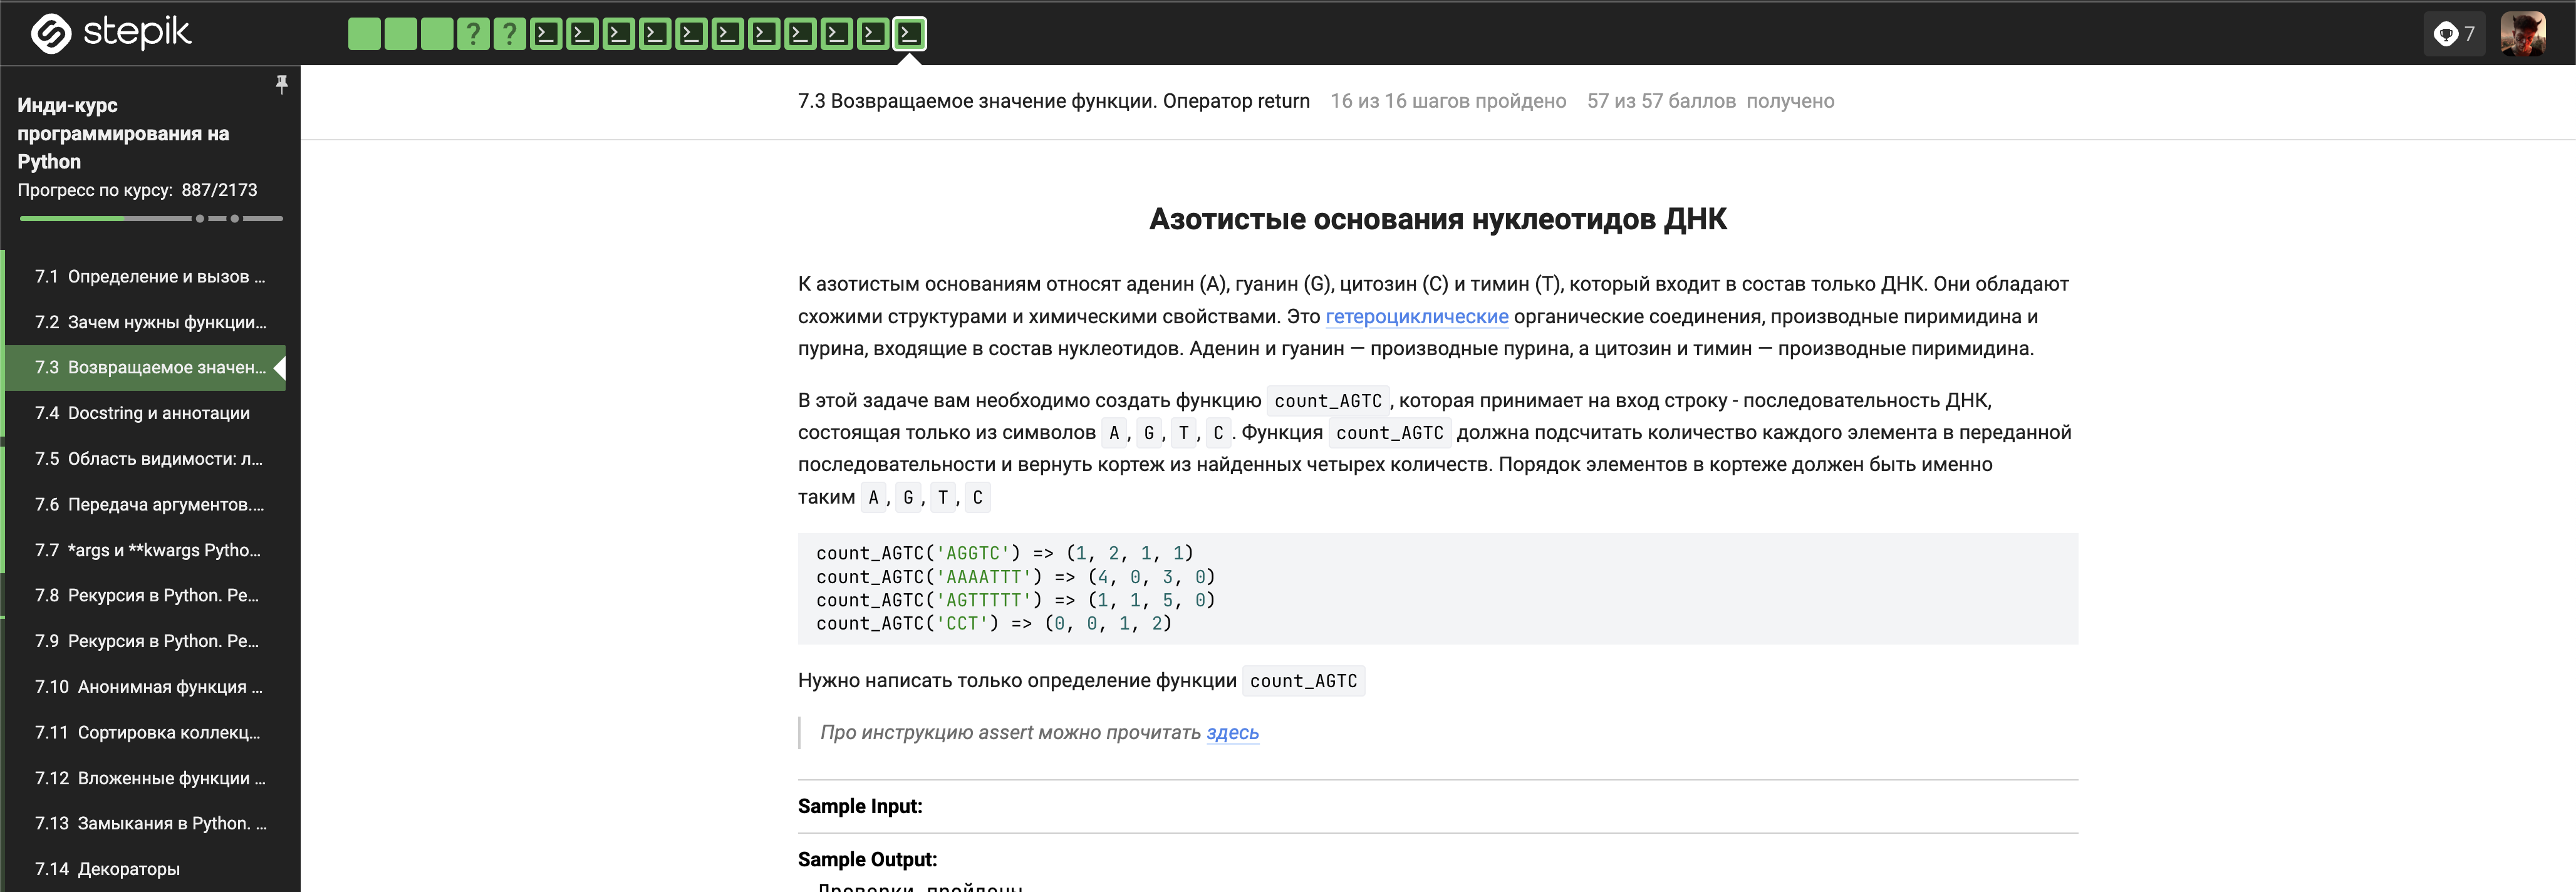 stepik
? ?
7
Инди-курс
программирования на
Python
Прогресс по курсу: 887/2173
7.1 Определение и вызов ...
7.2 Зачем нужны функции...
7.3 Возвращаемое значен...
7.4 Docstring и аннотации
7.5 Область видимости: л...
7.6 Передача аргументов....
7.7 *args и **kwargs Pytho...
7.8 Рекурсия в Python. Ре...
7.9 Рекурсия в Python. Ре...
7.10 Анонимная функция ...
7.11 Сортировка коллекц...
7.12 Вложенные функции ...
7.13 Замыкания в Python. ...
7.14 Декораторы
7.3 Возвращаемое значение функции. Оператор return 16 из 16 шагов пройдено 57 из 57 баллов получено
Азотистые основания нуклеотидов ДНК
К азотистым основаниям относят аденин (A), гуанин (G), цитозин (C) и тимин (T), который входит в состав только ДНК. Они обладают
схожими структурами и химическими свойствами. Это гетероциклические органические соединения, производные пиримидина и
пурина, входящие в состав нуклеотидов. Аденин и гуанин — производные пурина, а цитозин и тимин — производные пиримидина.
В этой задаче вам необходимо создать функцию count_AGTC, которая принимает на вход строку - последовательность ДНК,
состоящая только из символов A, G, T, C. Функция count_AGTC должна подсчитать количество каждого элемента в переданной
последовательности и вернуть кортеж из найденных четырех количеств. Порядок элементов в кортеже должен быть именно
таким A, G, T, C
count_AGTC('AGGTC') => (1, 2, 1, 1)
count_AGTC('AAAATTT') => (4, 0, 3, 0)
count_AGTC('AGTTTTT') => (1, 1, 5, 0)
count_AGTC('CCT') => (0, 0, 1, 2)
Нужно написать только определение функции count_AGTC
Про инструкцию assert можно прочитать здесь
Sample Input:
Sample Output:
Проверки пройдены